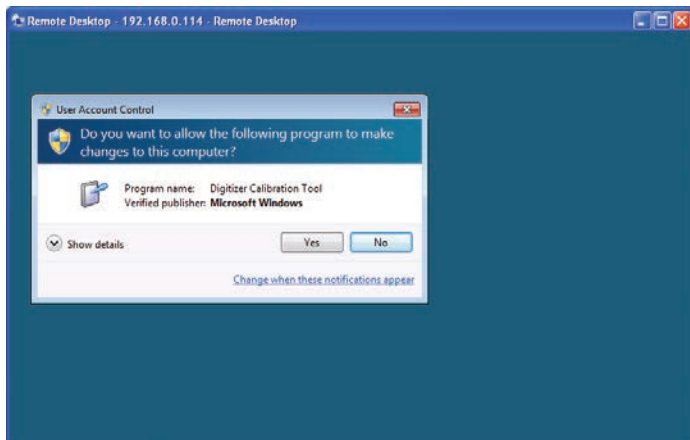 Remote Desktop - 192.168.0.114 - Remote Desktop
User Account Control
Do you want to allow the following program to make
changes to this computer?
Program name: Digitizer Calibration Tool
Verified publisher: Microsoft Windows
Show details
Yes
No
Change when these notifications appear